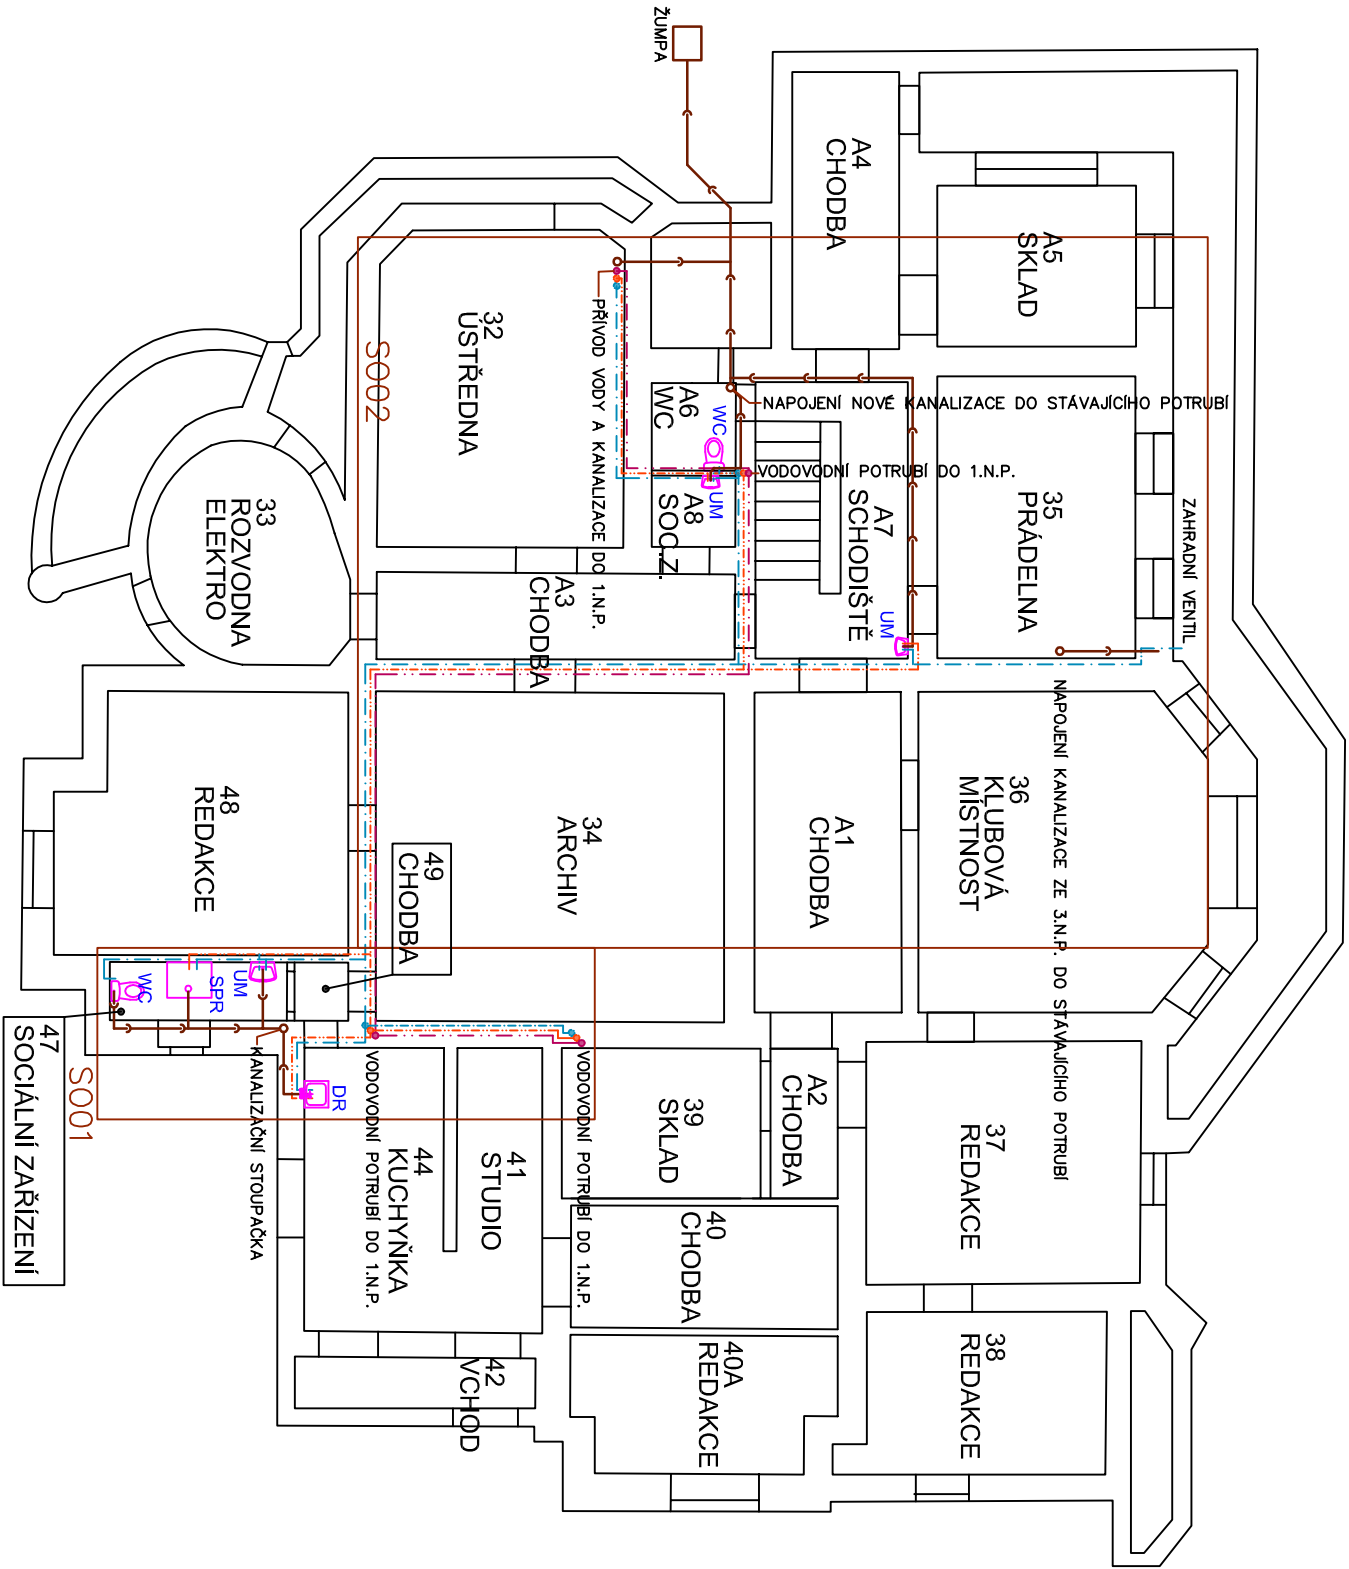 ŽUMPA
A4
CHODBA
A5
SKLAD
32
ÚSTŘEDNA
S002
PŘÍVOD VODY A KANALIZACE DO 1.N.P.
A6
WC
WC
NAPOJENÍ NOVÉ KANALIZACE DO STÁVAJÍCÍHO POTRUBÍ
VODOVODNÍ POTRUBÍ DO 1.N.P.
UM
A8
SOC.Z.
A7
SCHODIŠTĚ
UM
35
PRÁDELNA
ZAHRADNÍ VENTIL
33
ROZVODNA
ELEKTRO
A3
CHODBA
48
REDAKCE
34
ARCHIV
49
CHODBA
A1
CHODBA
36
KLUBOVÁ
MÍSTNOST
NAPOJENÍ KANALIZACE ZE 3.N.P. DO STÁVAJÍCÍHO POTRUBÍ
WC
SPR
UM
47
SOCIÁLNÍ ZAŘÍZENÍ
S001
KANALIZAČNÍ STOUPAČKA
DR
VODOVODNÍ POTRUBÍ DO 1.N.P.
44
KUCHYŇKA
41
STUDIO
VODOVODNÍ POTRUBÍ DO 1.N.P.
39
SKLAD
A2
CHODBA
37
REDAKCE
40
CHODBA
42
VCHOD
40A
REDAKCE
38
REDAKCE